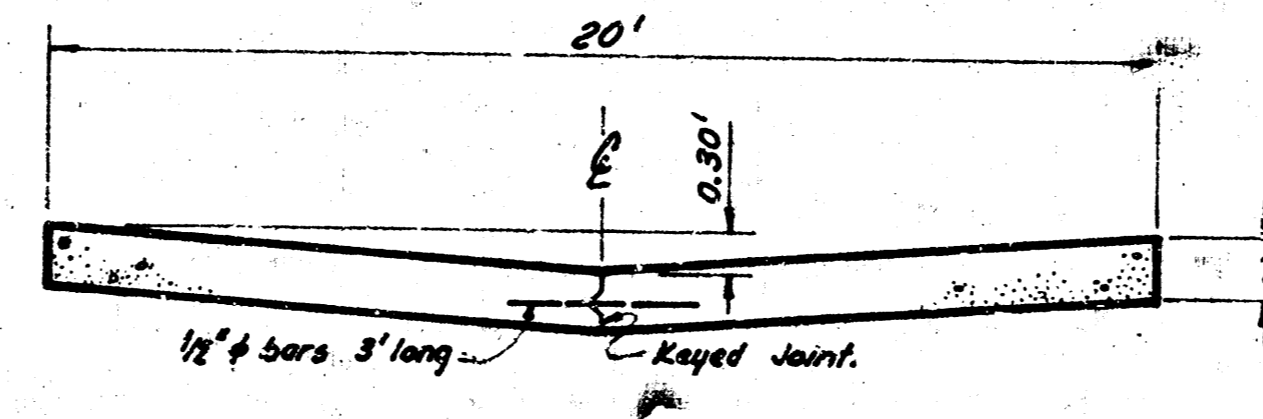 20'
℄
0.30'
1/2" ϕ bars 3' long
Keyed Joint.